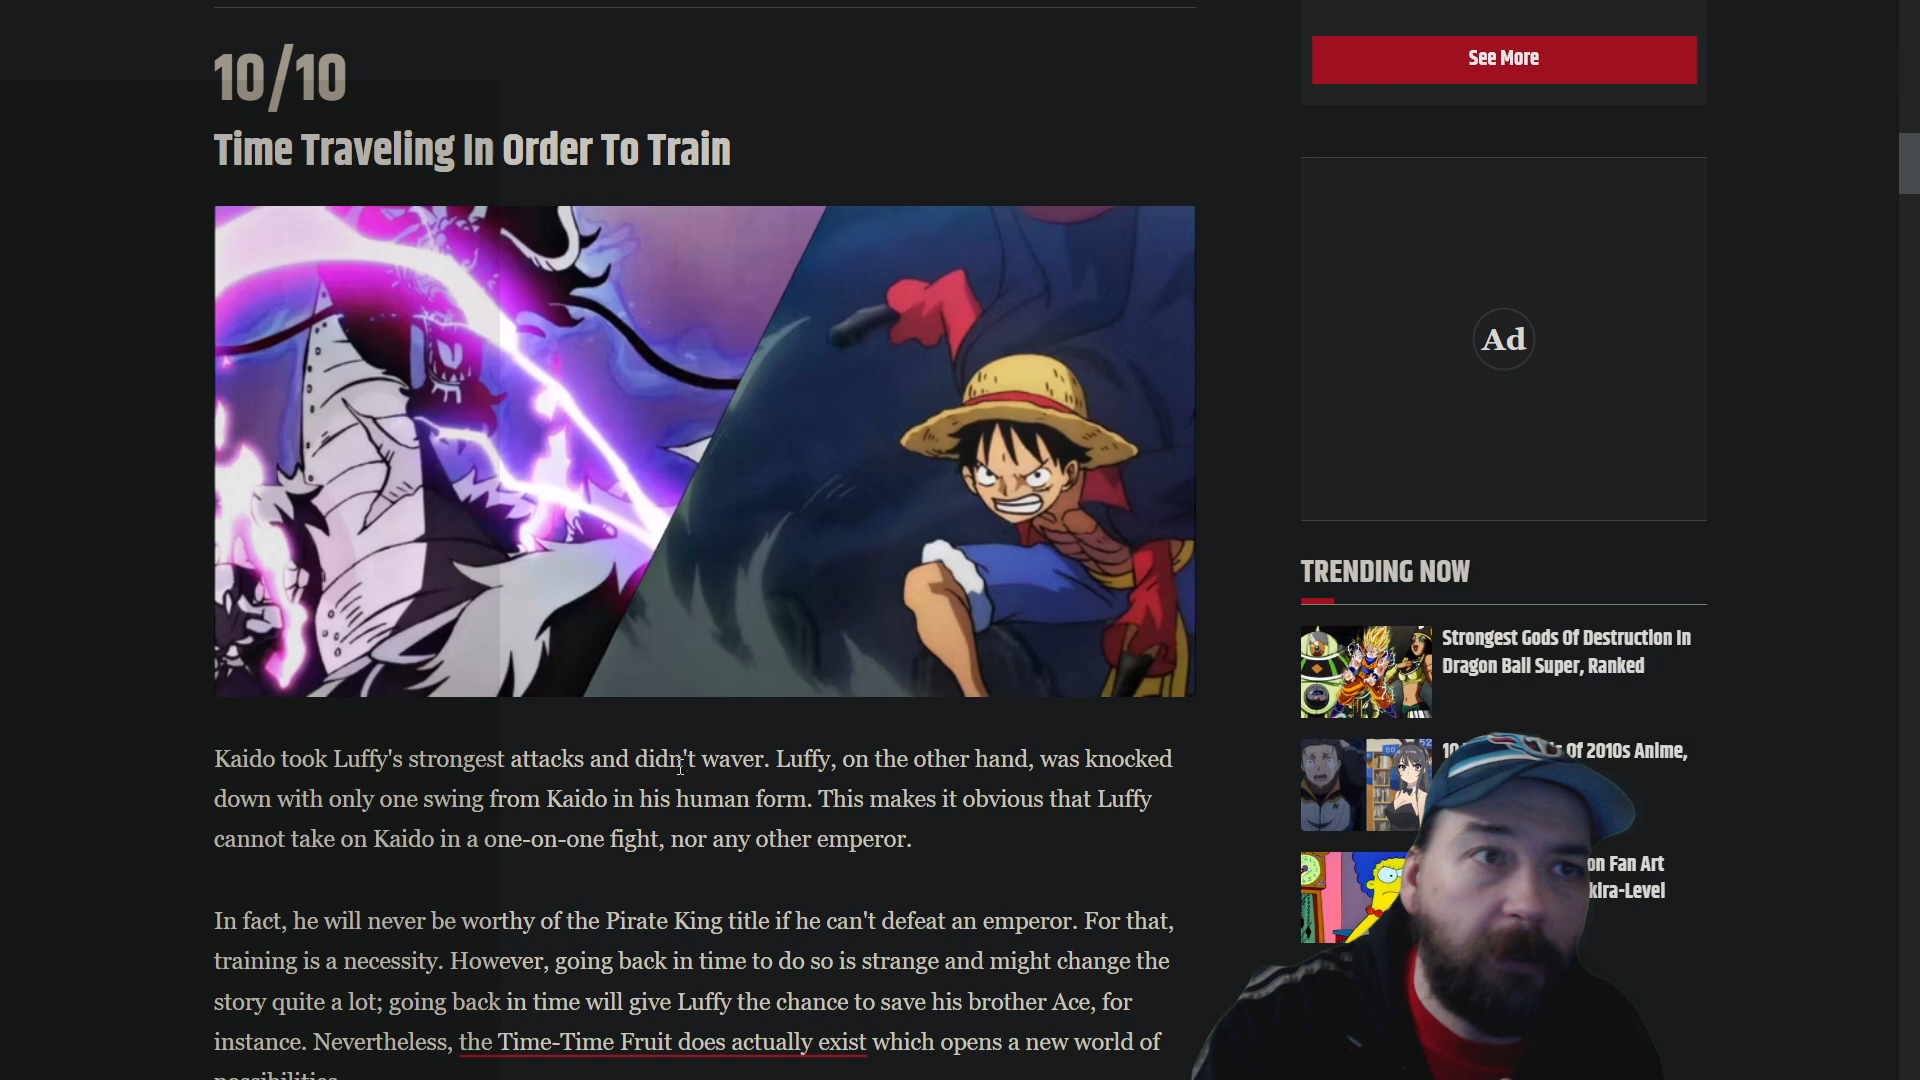 10/10
Time Traveling In Order To Train
Kaido took Luffy's strongest attacks and didn't waver. Luffy, on the other hand, was knocked
down with only one swing from Kaido in his human form. This makes it obvious that Luffy
cannot take on Kaido in a one-on-one fight, nor any other emperor.
In fact, he will never be worthy of the Pirate King title if he can't defeat an emperor. For that,
training is a necessity. However, going back in time to do so is strange and might change the
story quite a lot; going back in time will give Luffy the chance to save his brother Ace, for
instance. Nevertheless, the Time-Time Fruit does actually exist which opens a new world of
possibilities.
See More
Ad
TRENDING NOW
Strongest Gods Of Destruction In
Dragon Ball Super, Ranked
10 Of 2010s Anime,
on Fan Art
kira-Level